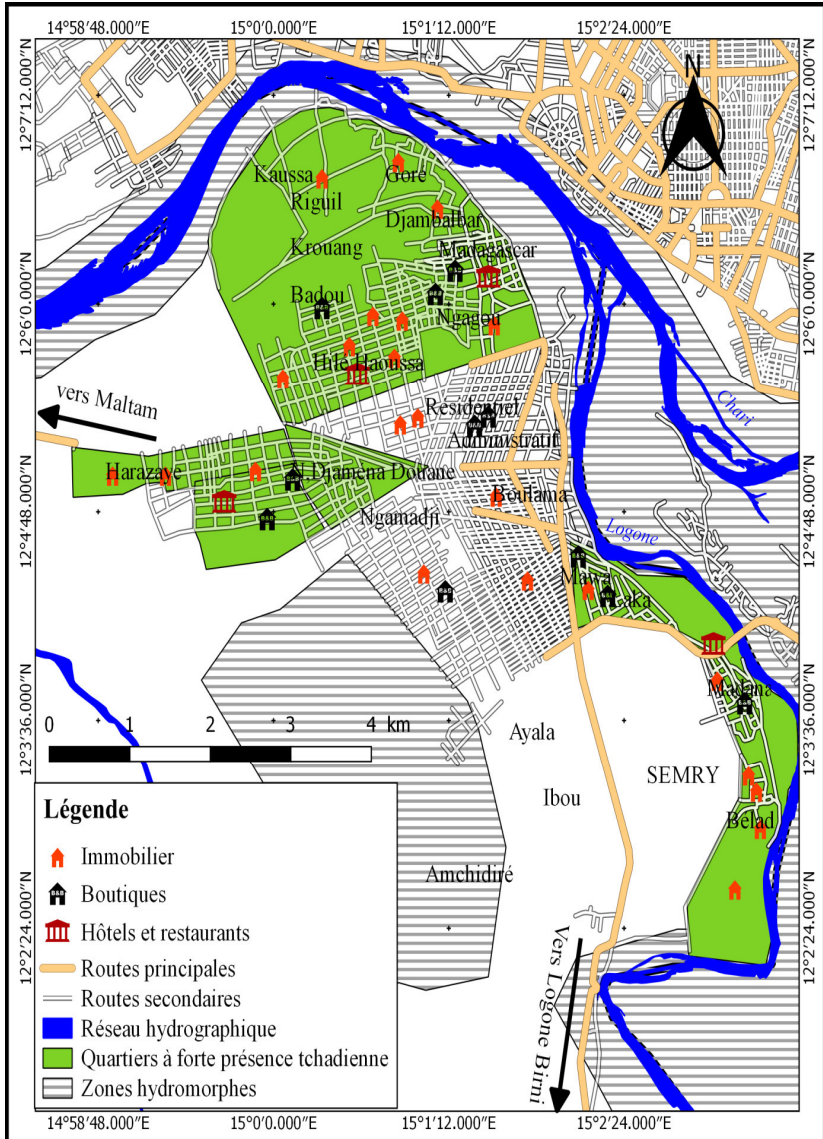 14°58′48.000″E 15°0′0.000″E 15°1′12.000″E 15°2′24.000″E
12°7′12.000″N
12°6′0.000″N
12°4′48.000″N
12°3′36.000″N
12°2′24.000″N
N
Kaussa
Goré
Riguil
Djambalbar
Krouang
Madagascar
Badou
Ngagou
Hilé Haoussa
vers Maltam
Résidentiel
Administratif
Chari
Harazaye
N.Djamena Douane
Boulama
Ngamadji
Logone
Mawa
Laka
Madana
Ayala
SEMRY
Ibou
Bélad
Amchidiré
Vers Logone Birni
0 1 2 3 4 km
Légende
Immobilier
B&B Boutiques
Hôtels et restaurants
Routes principales
Routes secondaires
Réseau hydrographique
Quartiers à forte présence tchadienne
Zones hydromorphes
12°7′12.000″N
12°6′0.000″N
12°4′48.000″N
12°3′36.000″N
12°2′24.000″N
14°58′48.000″E 15°0′0.000″E 15°1′12.000″E 15°2′24.000″E